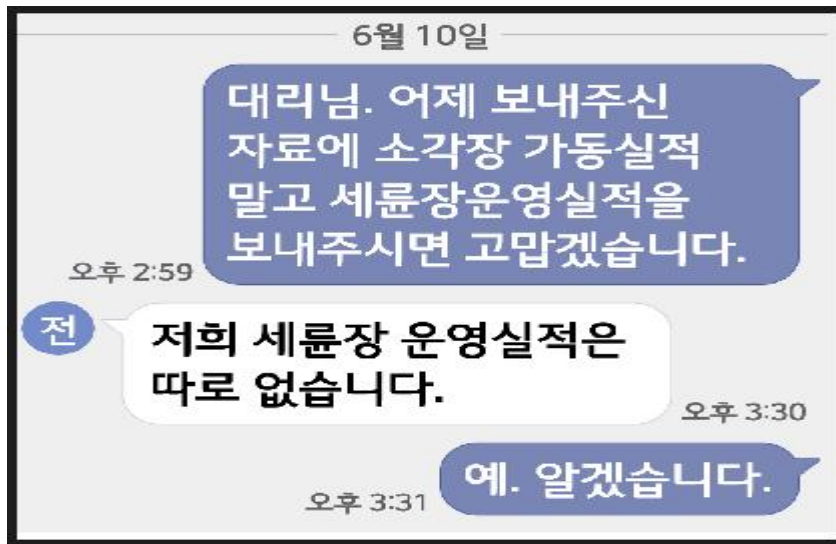 6월 10일
대리님. 어제 보내주신
자료에 소각장 가동실적
말고 세륜장운영실적을
보내주시면 고맙겠습니다.
오후 2:59
전
저희 세륜장 운영실적은
따로 없습니다.
오후 3:30
예. 알겠습니다.
오후 3:31